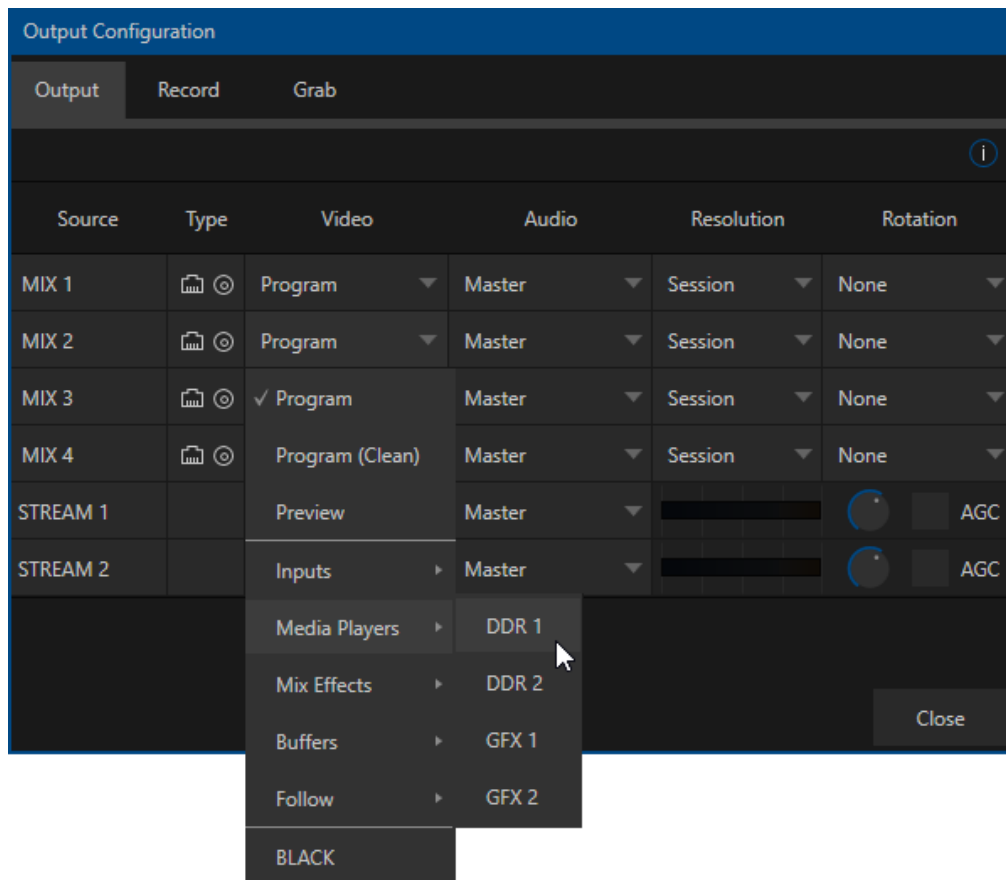 Output Configuration
Output Record Grab
i
Source Type Video Audio Resolution Rotation
MIX 1 Program Master Session None
MIX 2 Program Master Session None
MIX 3 ✓ Program Master Session None
MIX 4 Program (Clean) Master Session None
STREAM 1 Preview Master AGC
STREAM 2 Inputs Master AGC
Media Players DDR 1
Mix Effects DDR 2
Close
Buffers GFX 1
Follow GFX 2
BLACK